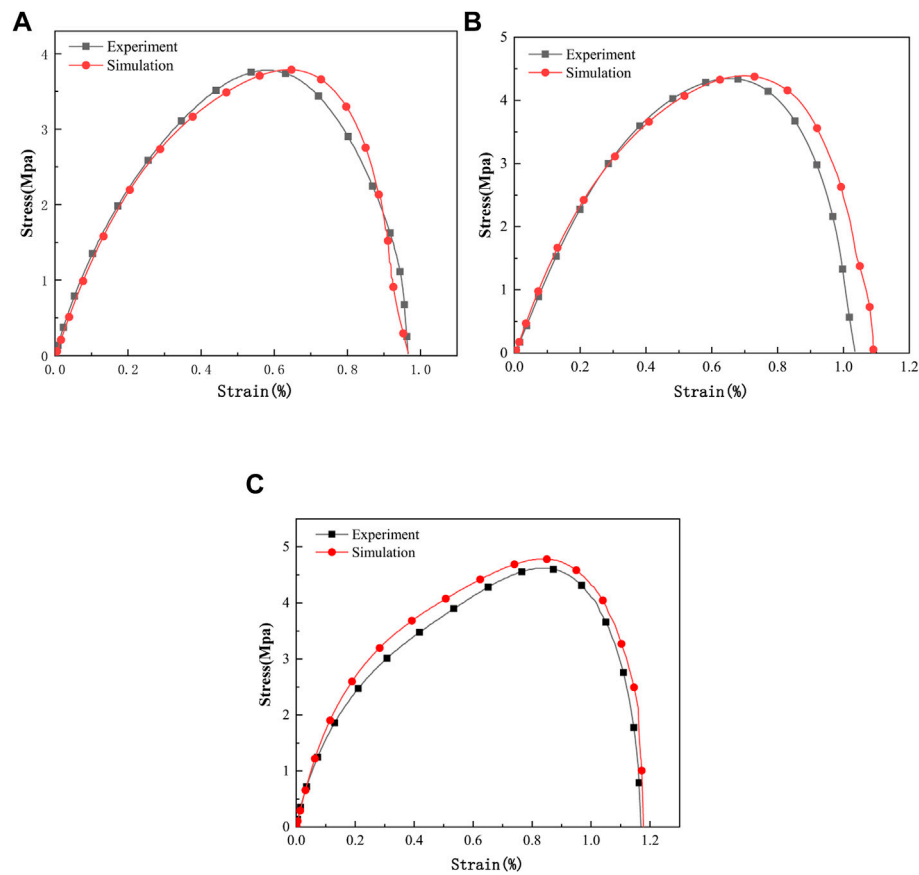 A
Experiment
Simulation
Stress(Mpa)
4
3
2
1
0
0.0 0.2 0.4 0.6 0.8 1.0
Strain(%)
B
Experiment
Simulation
Stress(Mpa)
5
4
3
2
1
0
0.0 0.2 0.4 0.6 0.8 1.0 1.2
Strain(%)
C
Experiment
Simulation
Stress(Mpa)
5
4
3
2
1
0
0.0 0.2 0.4 0.6 0.8 1.0 1.2
Strain(%)